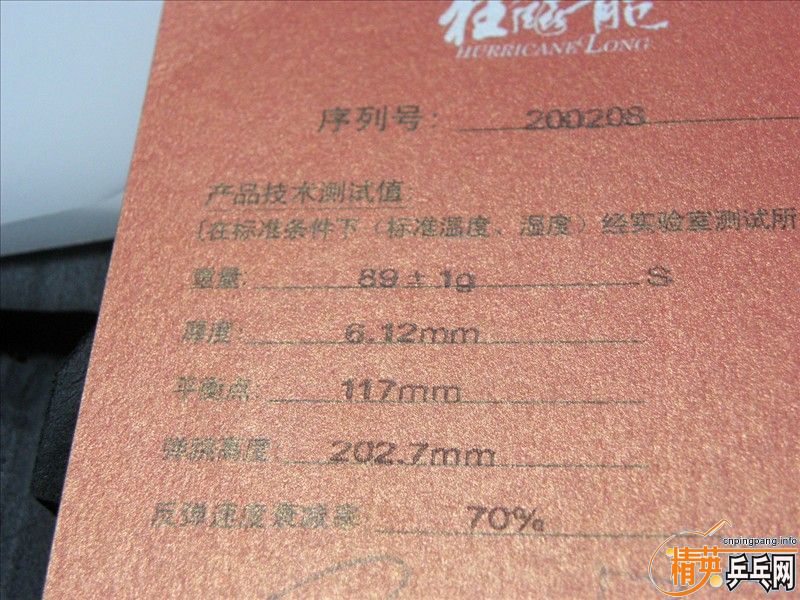 狂飚龍
HURRICANE LONG
序列号： 200208
产品技术测试值:
[在标准条件下（标准温度、湿度）经实验室测试所
重量: 89±1g S
厚度: 6.12mm
平衡点: 117mm
弹跳高度: 202.7mm
反弹速度衰减率: 70%
cnpingpang.info
精英乒乓网